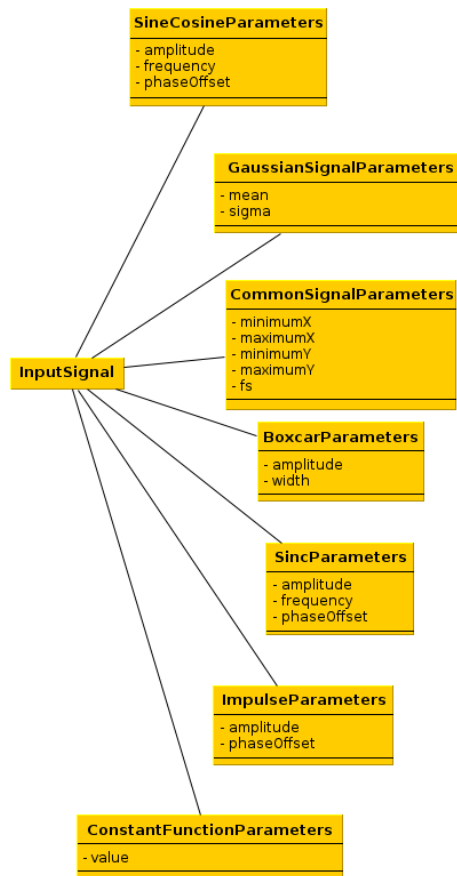 SineCosineParameters
- amplitude
- frequency
- phaseOffset
GaussianSignalParameters
- mean
- sigma
CommonSignalParameters
- minimumX
- maximumX
- minimumY
- maximumY
- fs
InputSignal
BoxcarParameters
- amplitude
- width
SincParameters
- amplitude
- frequency
- phaseOffset
ImpulseParameters
- amplitude
- phaseOffset
ConstantFunctionParameters
- value